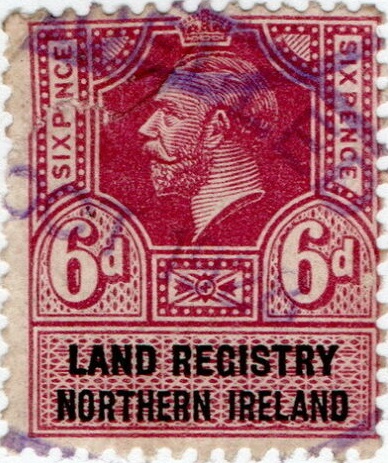 SIXPENCE
SIXPENCE
6d
6d
LAND REGISTRY
NORTHERN IRELAND